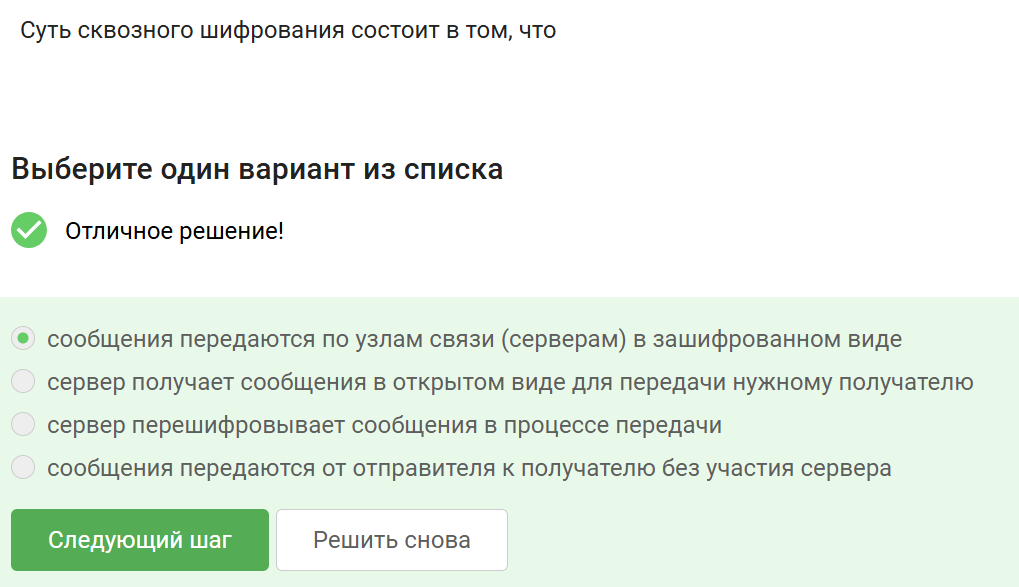 Суть сквозного шифрования состоит в том, что
Выберите один вариант из списка
Отличное решение!
сообщения передаются по узлам связи (серверам) в зашифрованном виде
сервер получает сообщения в открытом виде для передачи нужному получателю
сервер перешифровывает сообщения в процессе передачи
сообщения передаются от отправителя к получателю без участия сервера
Следующий шаг
Решить снова